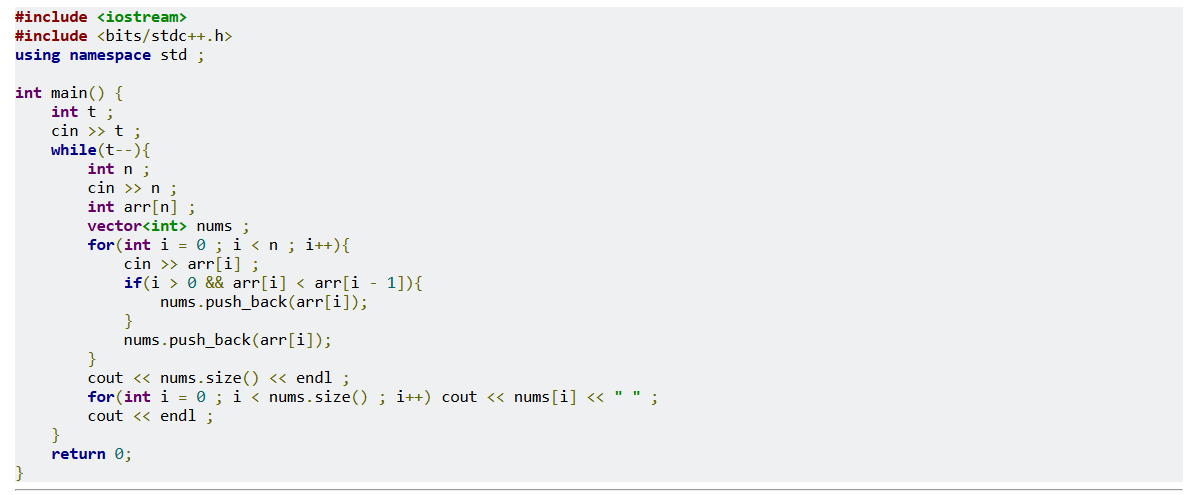 #include <iostream>
#include <bits/stdc++.h>
using namespace std ;

int main() {
    int t ;
    cin >> t ;
    while(t--){
        int n ;
        cin >> n ;
        int arr[n] ;
        vector<int> nums ;
        for(int i = 0 ; i < n ; i++){
            cin >> arr[i] ;
            if(i > 0 && arr[i] < arr[i - 1]){
                nums.push_back(arr[i]);
            }
            nums.push_back(arr[i]);
        }
        cout << nums.size() << endl ;
        for(int i = 0 ; i < nums.size() ; i++) cout << nums[i] << " " ;
        cout << endl ;
    }
    return 0;
}